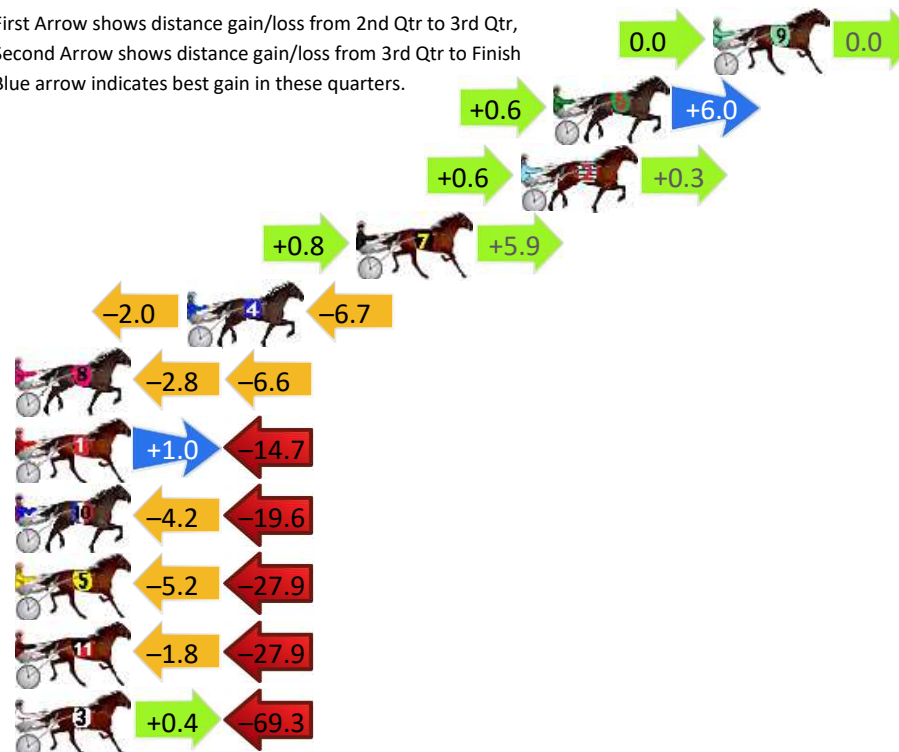 First Arrow shows distance gain/loss from 2nd Qtr to 3rd Qtr,
Second Arrow shows distance gain/loss from 3rd Qtr to Finish
Blue arrow indicates best gain in these quarters.
0.0 9 0.0
+0.6 +6.0
+0.6 2 +0.3
+0.8 7 +5.9
–2.0 4 –6.7
8 –2.8 –6.6
1 +1.0 –14.7
10 –4.2 –19.6
5 –5.2 –27.9
11 –1.8 –27.9
3 +0.4 –69.3